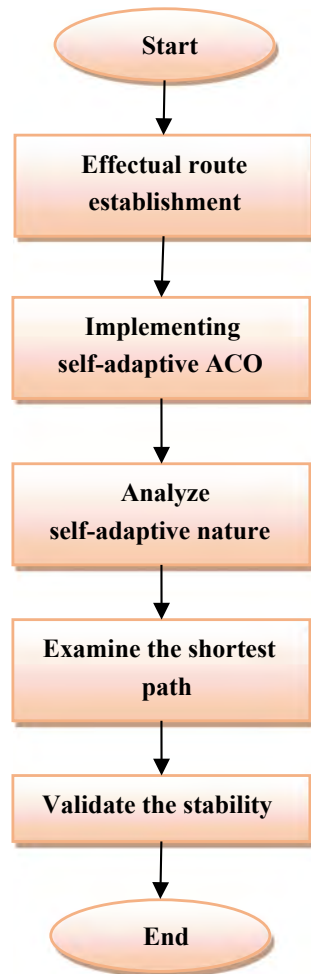 Start
Effectual route
establishment
Implementing
self-adaptive ACO
Analyze
self-adaptive nature
Examine the shortest
path
Validate the stability
End